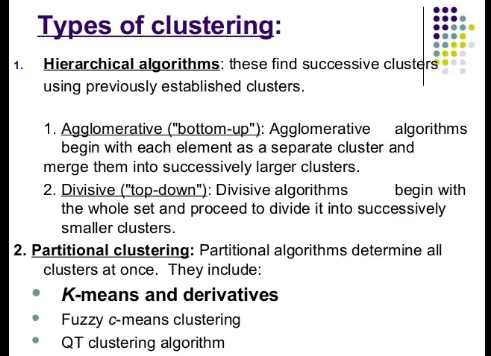 Types of clustering:
1. Hierarchical algorithms: these find successive clusters
using previously established clusters.
1. Agglomerative ("bottom-up"): Agglomerative algorithms
begin with each element as a separate cluster and
merge them into successively larger clusters.
2. Divisive ("top-down"): Divisive algorithms begin with
the whole set and proceed to divide it into successively
smaller clusters.
2. Partitional clustering: Partitional algorithms determine all
clusters at once. They include:
• K-means and derivatives
• Fuzzy c-means clustering
• QT clustering algorithm